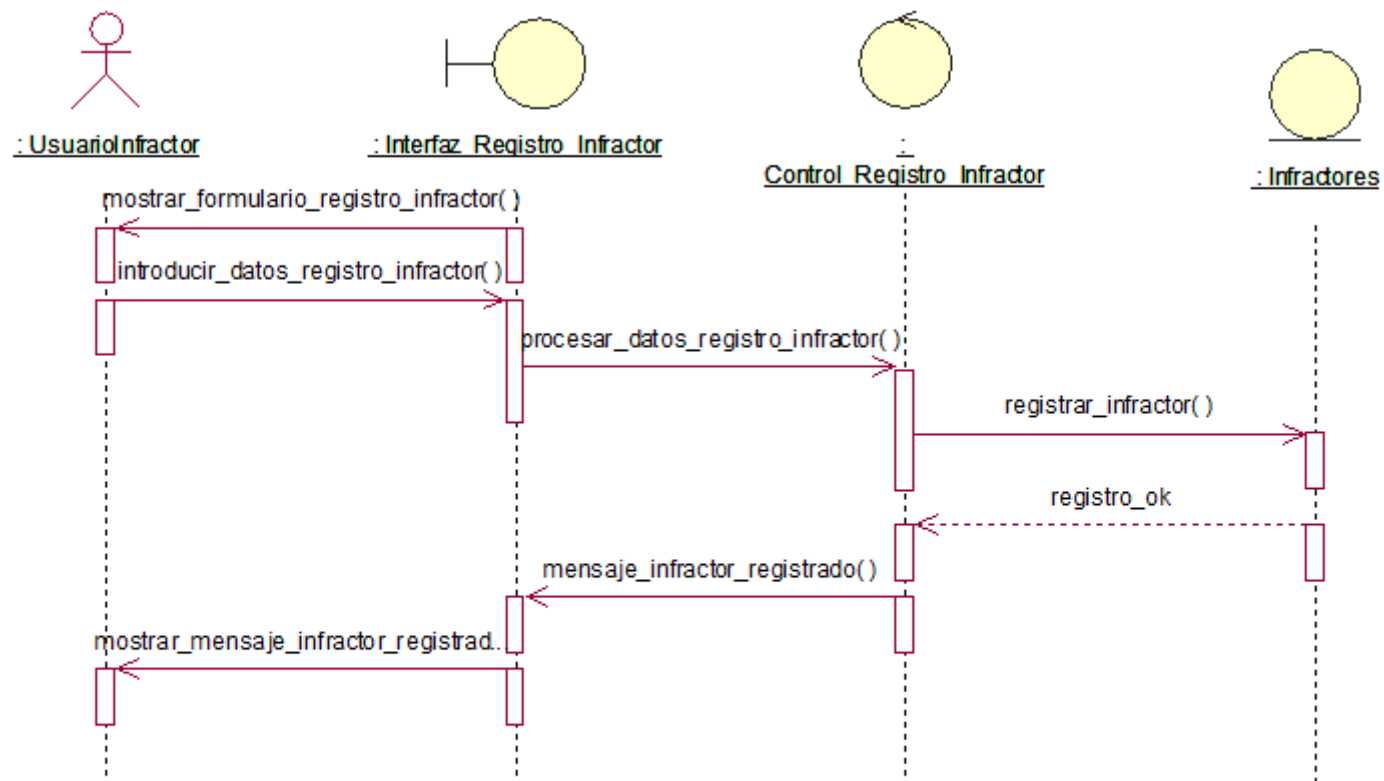 : UsuarioInfractor
: Interfaz_Registro_Infractor
:
Control_Registro_Infractor
: Infractores
mostrar_formulario_registro_infractor( )
introducir_datos_registro_infractor( )
procesar_datos_registro_infractor( )
registrar_infractor( )
registro_ok
mensaje_infractor_registrado( )
mostrar_mensaje_infractor_registrad...